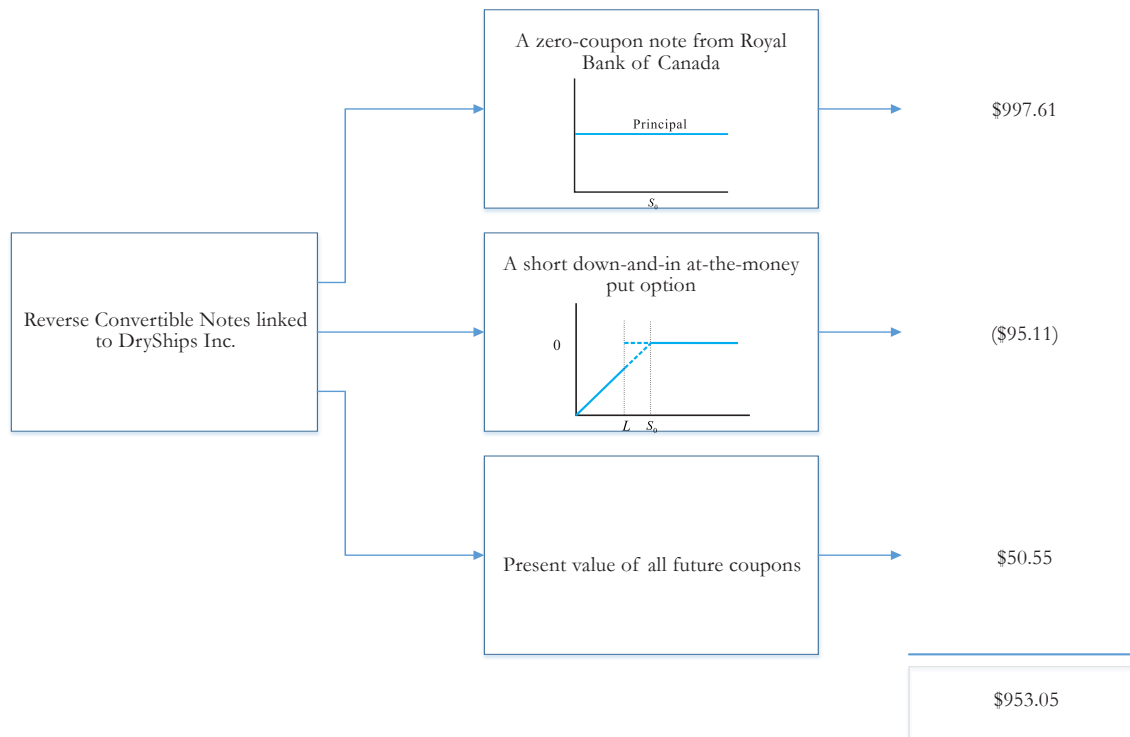 A zero-coupon note from Royal
Bank of Canada
Principal
S₀
$997.61
Reverse Convertible Notes linked
to DryShips Inc.
A short down-and-in at-the-money
put option
0
L
S₀
($95.11)
Present value of all future coupons
$50.55
$953.05